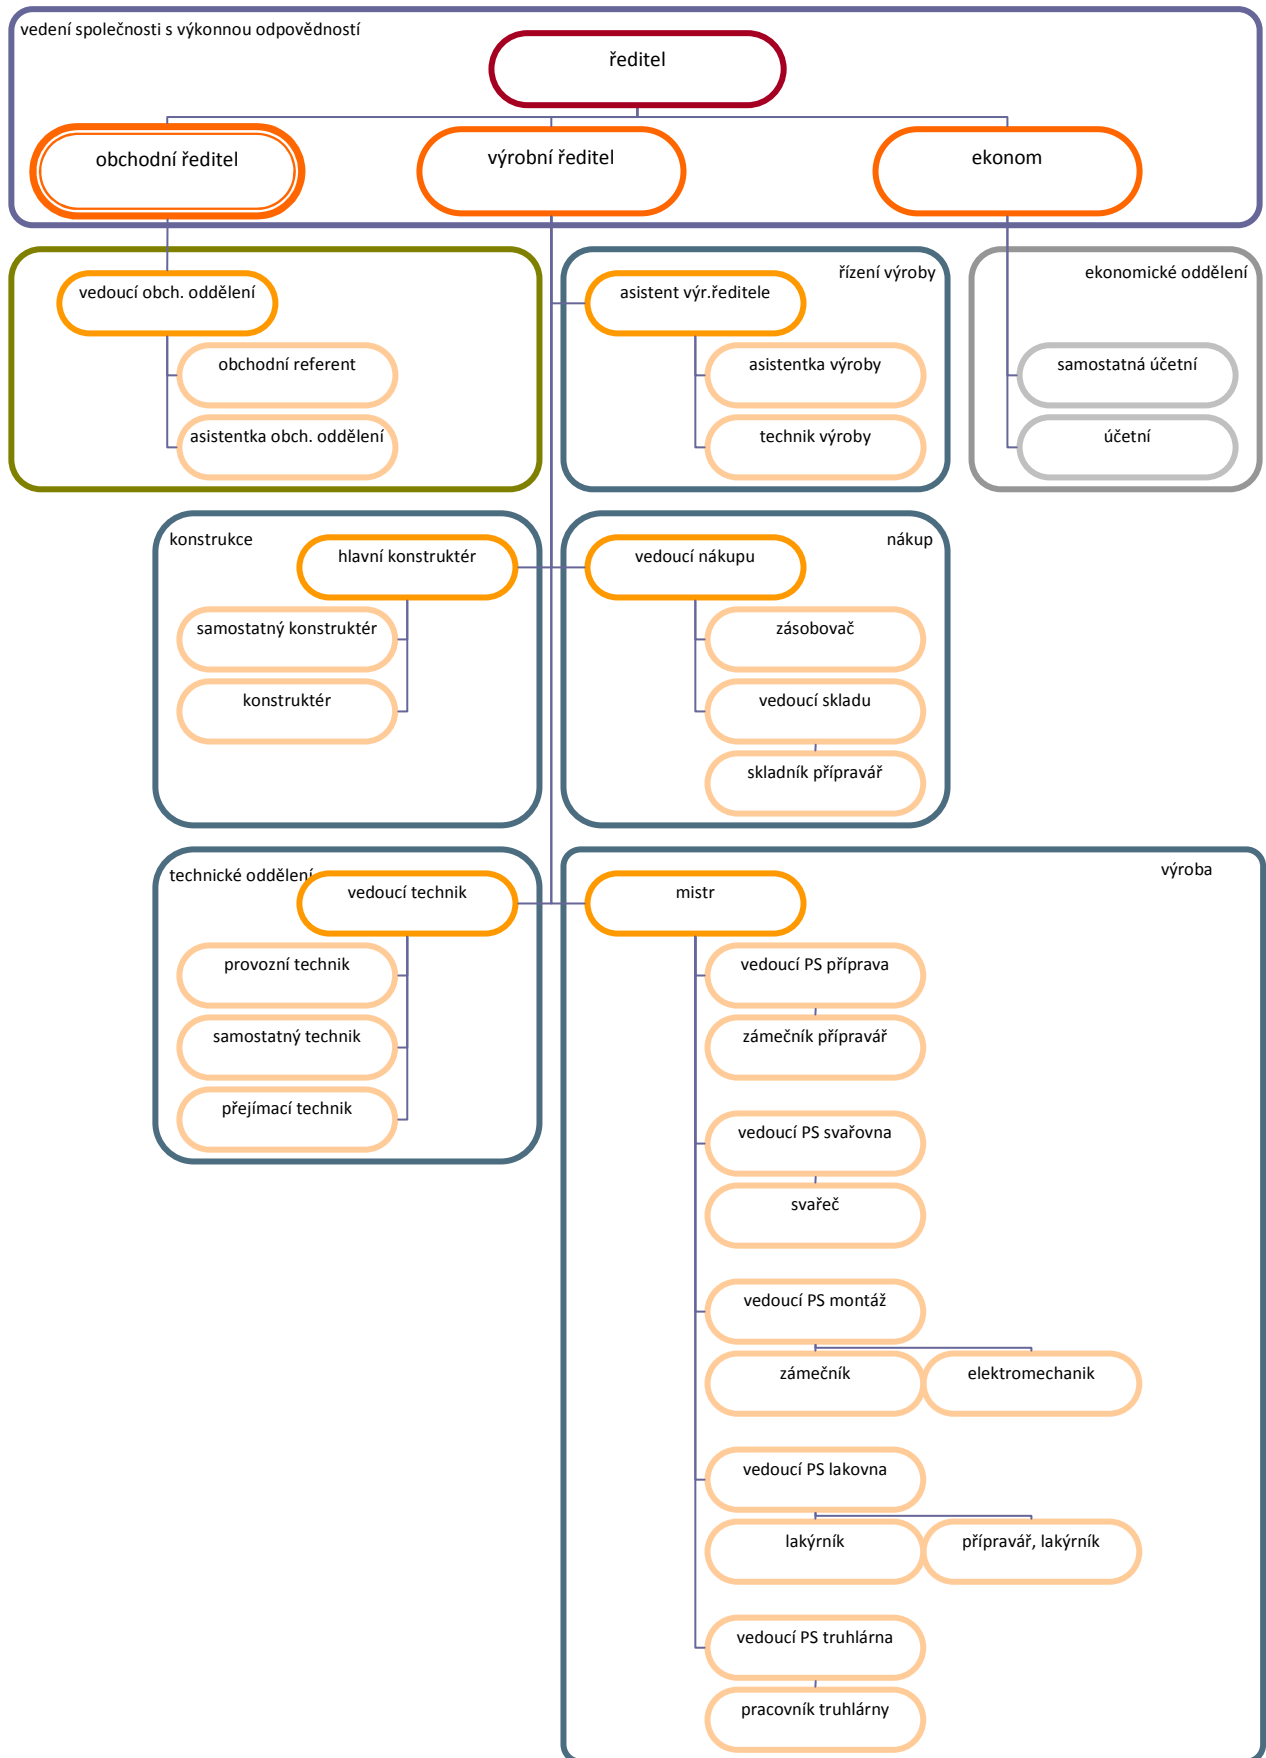 vedení společnosti s výkonnou odpovědností
ředitel
obchodní ředitel
výrobní ředitel
ekonom
vedoucí obch. oddělení
obchodní referent
asistentka obch. oddělení
řízení výroby
asistent výr.ředitele
asistentka výroby
technik výroby
ekonomické oddělení
samostatná účetní
účetní
konstrukce
hlavní konstruktér
samostatný konstruktér
konstruktér
nákup
vedoucí nákupu
zásobovač
vedoucí skladu
skladník přípravář
technické oddělení
vedoucí technik
provozní technik
samostatný technik
přejímací technik
výroba
mistr
vedoucí PS příprava
zámečník přípravář
vedoucí PS svařovna
svařeč
vedoucí PS montáž
zámečník
elektromechanik
vedoucí PS lakovna
lakýrník
přípravář, lakýrník
vedoucí PS truhlárna
pracovník truhlárny